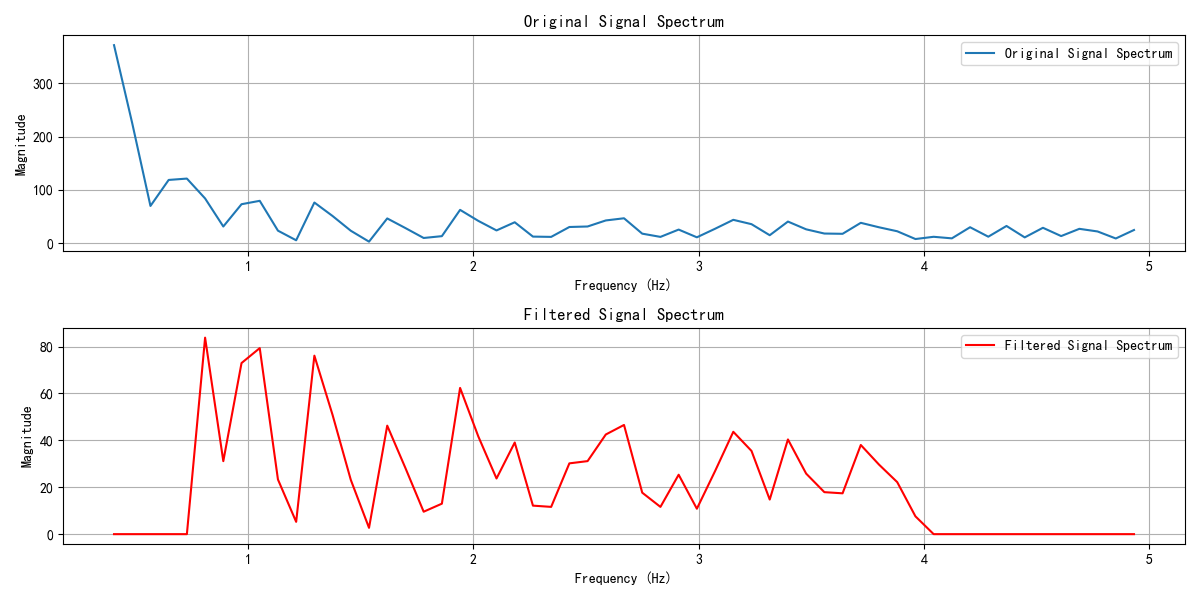 Original Signal Spectrum
Original Signal Spectrum
300
200
100
0
Magnitude
1 2 3 4 5
Frequency (Hz)
Filtered Signal Spectrum
Filtered Signal Spectrum
80
60
40
20
0
Magnitude
1 2 3 4 5
Frequency (Hz)